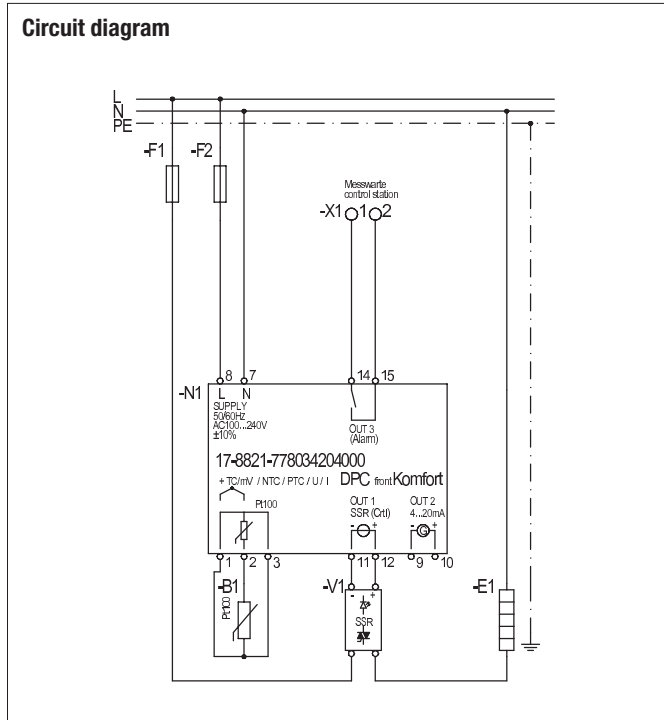 Circuit diagram
L
N
PE
-F1 -F2
Messwarte
control station
-X1 1 2
8 7 14 15
-N1 L N
SUPPLY
50/60Hz
AC100...240V
±10%
OUT 3
(Alarm)
17-8821-778034204000
DPC front Komfort
+ TC/mV / NTC / PTC / U / I
Pt100
OUT 1
SSR (Crtl)
OUT 2
4...20mA
- + - +
G
1 2 3 11 12 9 10
-B1 -V1 -E1
Pt100
- +
SSR